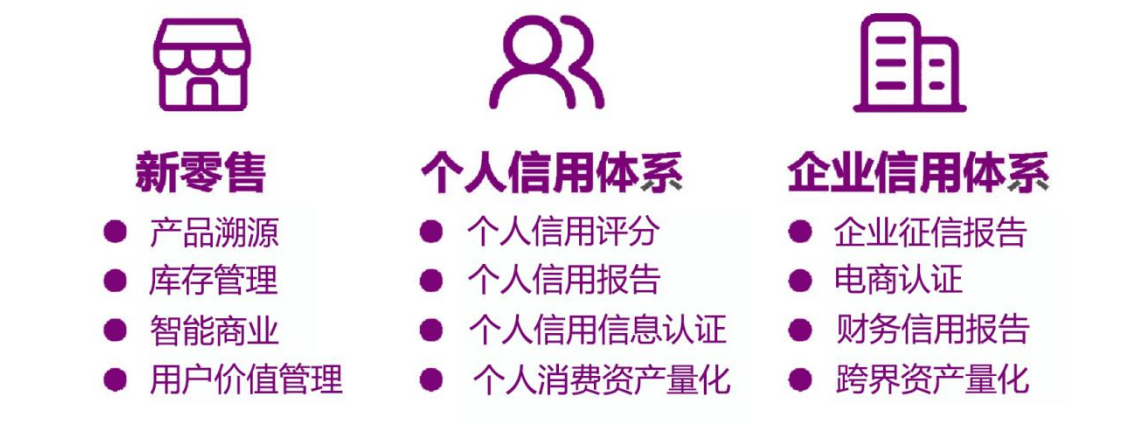 新零售
产品溯源
库存管理
智能商业
用户价值管理
个人信用体系
个人信用评分
个人信用报告
个人信用信息认证
个人消费资产量化
企业信用体系
企业征信报告
电商认证
财务信用报告
跨界资产量化